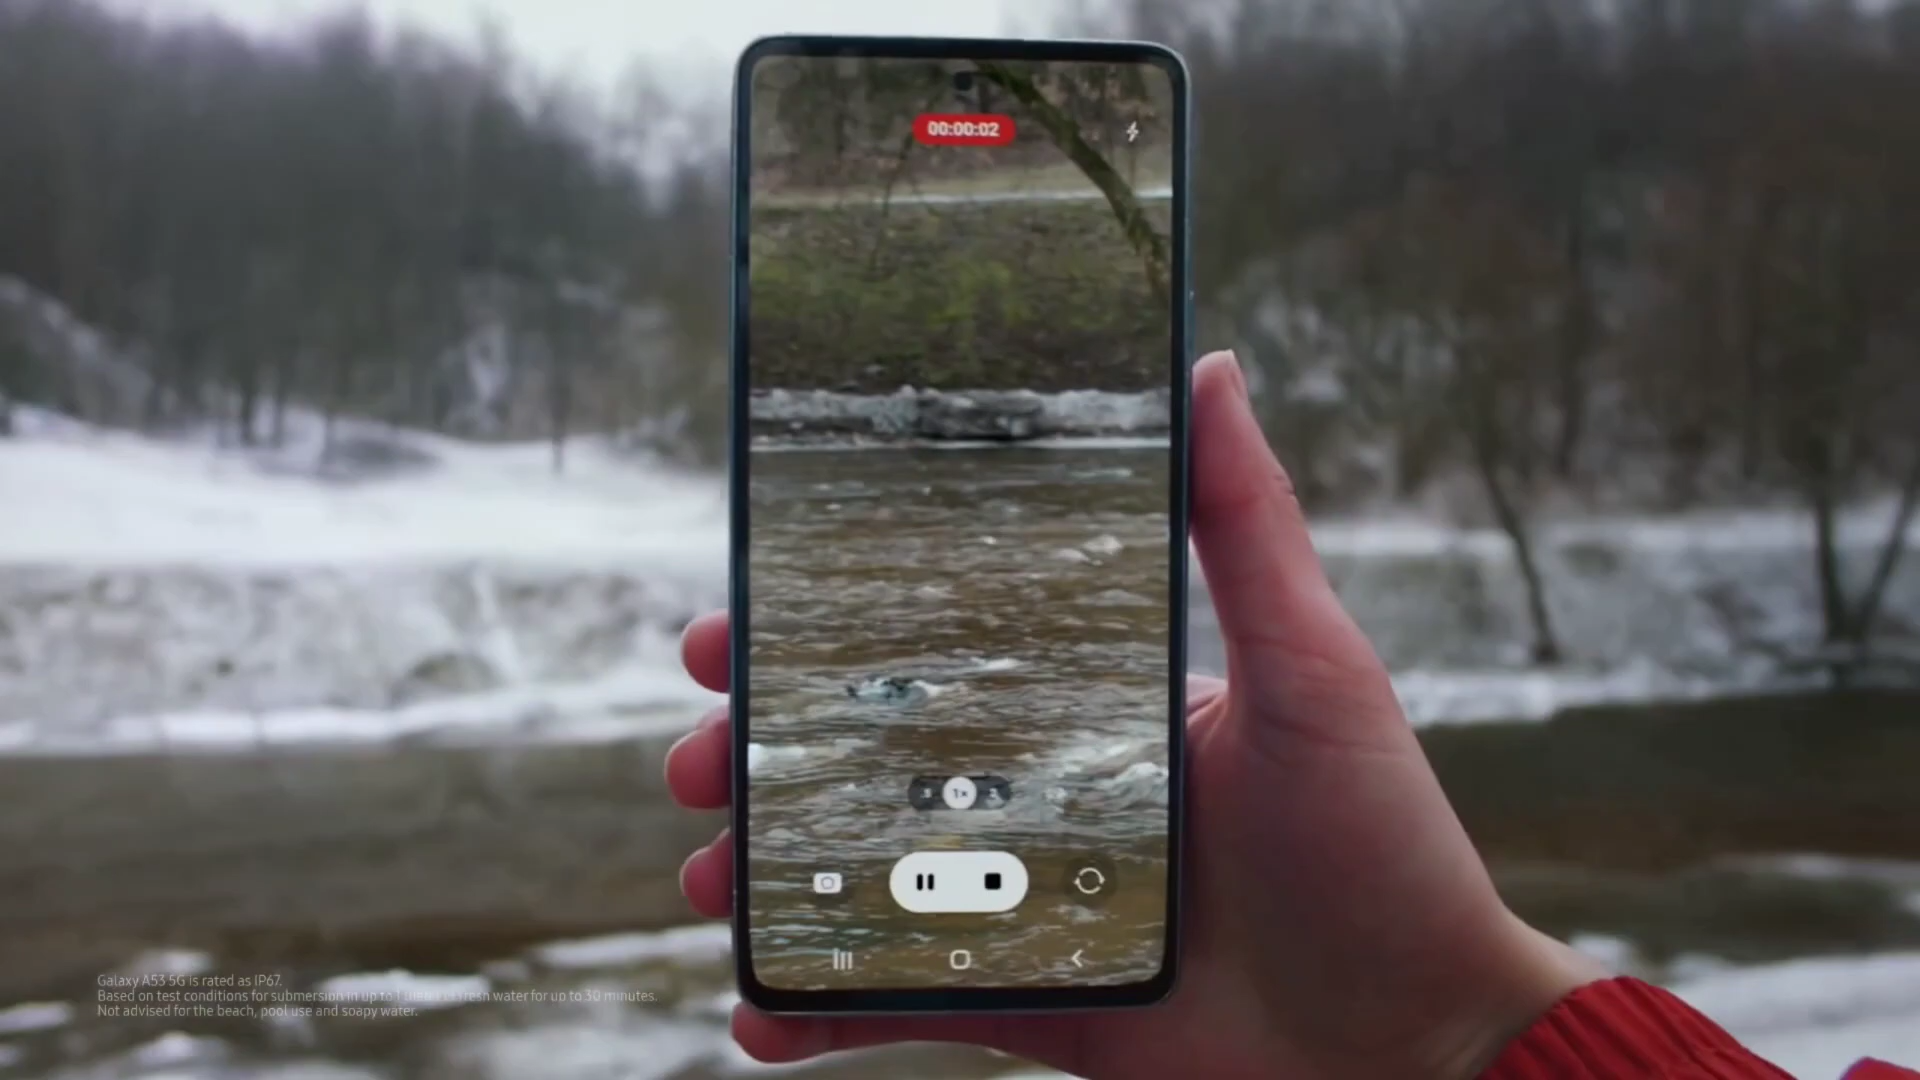 00:00:02
1×
Galaxy A53 5G is rated as IP67.
Based on test conditions for submersion in up to 1 meter of fresh water for up to 30 minutes.
Not advised for the beach, pool use and soapy water.